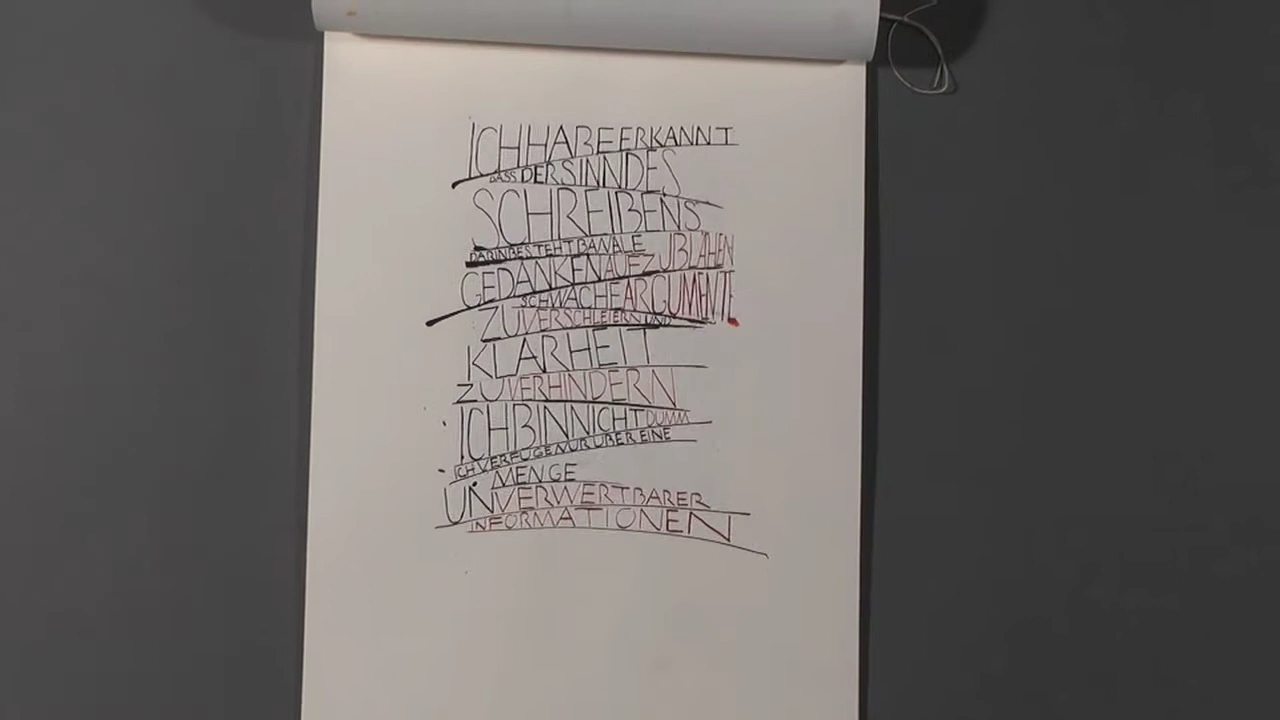 ICH HABE ERKANNT
DASS DER SINN DES
SCHREIBENS
DARIN BESTEHT BANALE
GEDANKEN AUFZUBLÄHEN
SCHWACHE ARGUMENTE
ZU VERSCHLEIERN UND
KLARHEIT
ZU VERHINDERN
ICH BIN NICHT DUMM
ICH VERFÜGE NUR ÜBER EINE
MENGE
UNVERWERTBARER
INFORMATIONEN